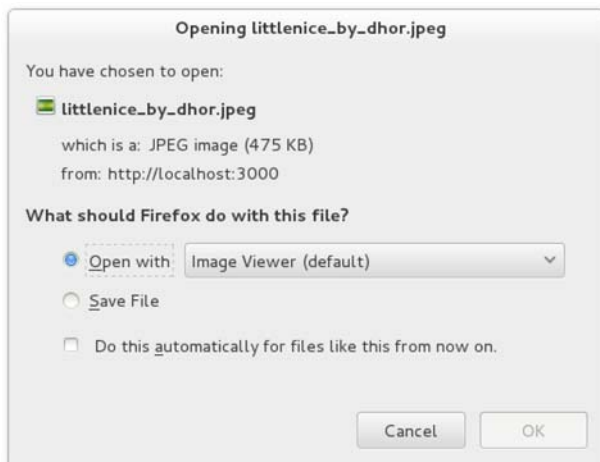 Opening littlenice_by_dhor.jpeg
You have chosen to open:
littlenice_by_dhor.jpeg
which is a: JPEG image (475 KB)
from: http://localhost:3000
What should Firefox do with this file?
Open with Image Viewer (default)
Save File
Do this automatically for files like this from now on.
Cancel OK